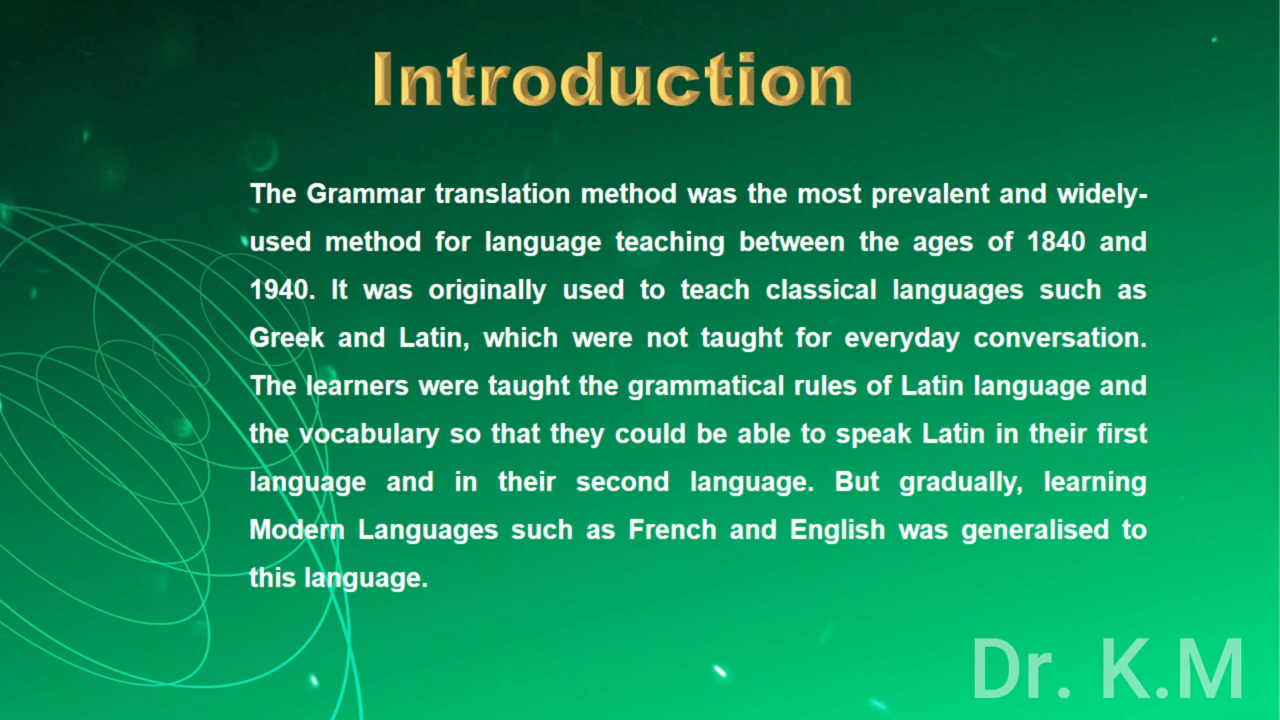 Introduction
The Grammar translation method was the most prevalent and widely-
used method for language teaching between the ages of 1840 and
1940. It was originally used to teach classical languages such as
Greek and Latin, which were not taught for everyday conversation.
The learners were taught the grammatical rules of Latin language and
the vocabulary so that they could be able to speak Latin in their first
language and in their second language. But gradually, learning
Modern Languages such as French and English was generalised to
this language.
Dr. K.M